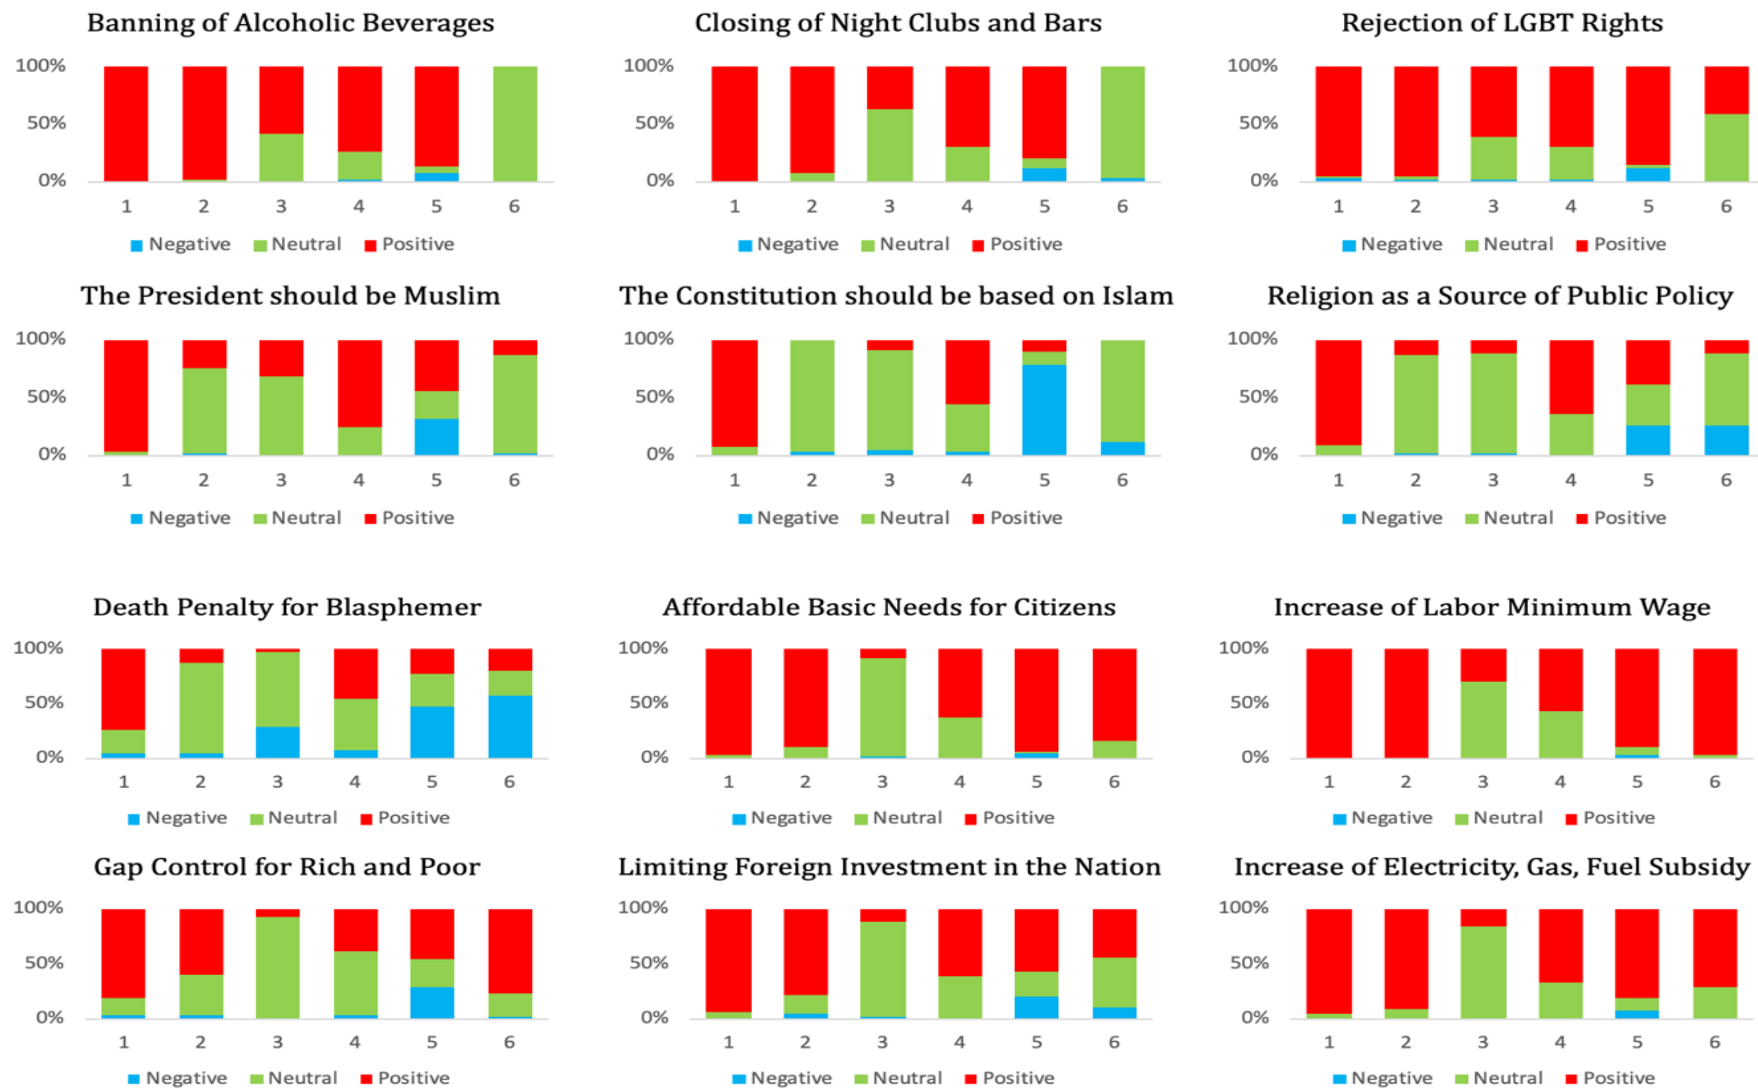 Banning of Alcoholic Beverages
100%
50%
0%
1 2 3 4 5 6
Negative Neutral Positive
Closing of Night Clubs and Bars
100%
50%
0%
1 2 3 4 5 6
Negative Neutral Positive
Rejection of LGBT Rights
100%
50%
0%
1 2 3 4 5 6
Negative Neutral Positive
The President should be Muslim
100%
50%
0%
1 2 3 4 5 6
Negative Neutral Positive
The Constitution should be based on Islam
100%
50%
0%
1 2 3 4 5 6
Negative Neutral Positive
Religion as a Source of Public Policy
100%
50%
0%
1 2 3 4 5 6
Negative Neutral Positive
Death Penalty for Blasphemer
100%
50%
0%
1 2 3 4 5 6
Negative Neutral Positive
Affordable Basic Needs for Citizens
100%
50%
0%
1 2 3 4 5 6
Negative Neutral Positive
Increase of Labor Minimum Wage
100%
50%
0%
1 2 3 4 5 6
Negative Neutral Positive
Gap Control for Rich and Poor
100%
50%
0%
1 2 3 4 5 6
Negative Neutral Positive
Limiting Foreign Investment in the Nation
100%
50%
0%
1 2 3 4 5 6
Negative Neutral Positive
Increase of Electricity, Gas, Fuel Subsidy
100%
50%
0%
1 2 3 4 5 6
Negative Neutral Positive